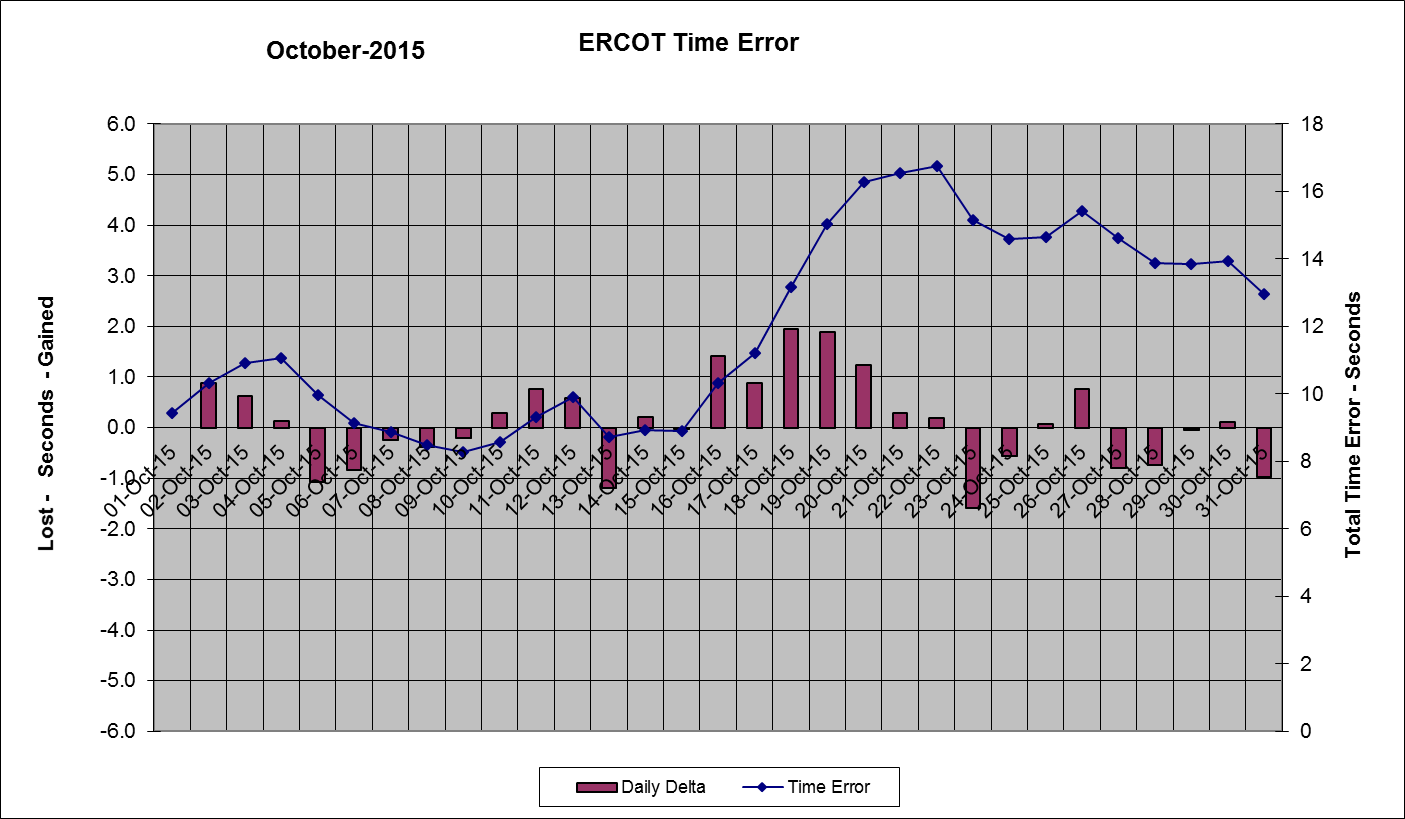 October-2015
ERCOT Time Error
6.0
5.0
4.0
3.0
2.0
1.0
0.0
-1.0
-2.0
-3.0
-4.0
-5.0
-6.0
Lost - Seconds - Gained
01-Oct-15
02-Oct-15
03-Oct-15
04-Oct-15
05-Oct-15
06-Oct-15
07-Oct-15
08-Oct-15
09-Oct-15
10-Oct-15
11-Oct-15
12-Oct-15
13-Oct-15
14-Oct-15
15-Oct-15
16-Oct-15
17-Oct-15
18-Oct-15
19-Oct-15
20-Oct-15
21-Oct-15
22-Oct-15
23-Oct-15
24-Oct-15
25-Oct-15
26-Oct-15
27-Oct-15
28-Oct-15
29-Oct-15
30-Oct-15
31-Oct-15
18
16
14
12
10
8
6
4
2
0
Total Time Error - Seconds
Daily Delta
Time Error